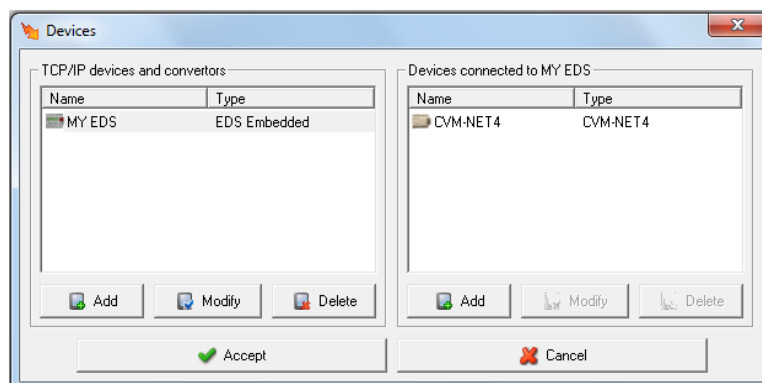 Devices
TCP/IP devices and convertors
Name Type
MY EDS EDS Embedded
Add Modify Delete
Devices connected to MY EDS
Name Type
CVM-NET4 CVM-NET4
Add Modify Delete
Accept Cancel